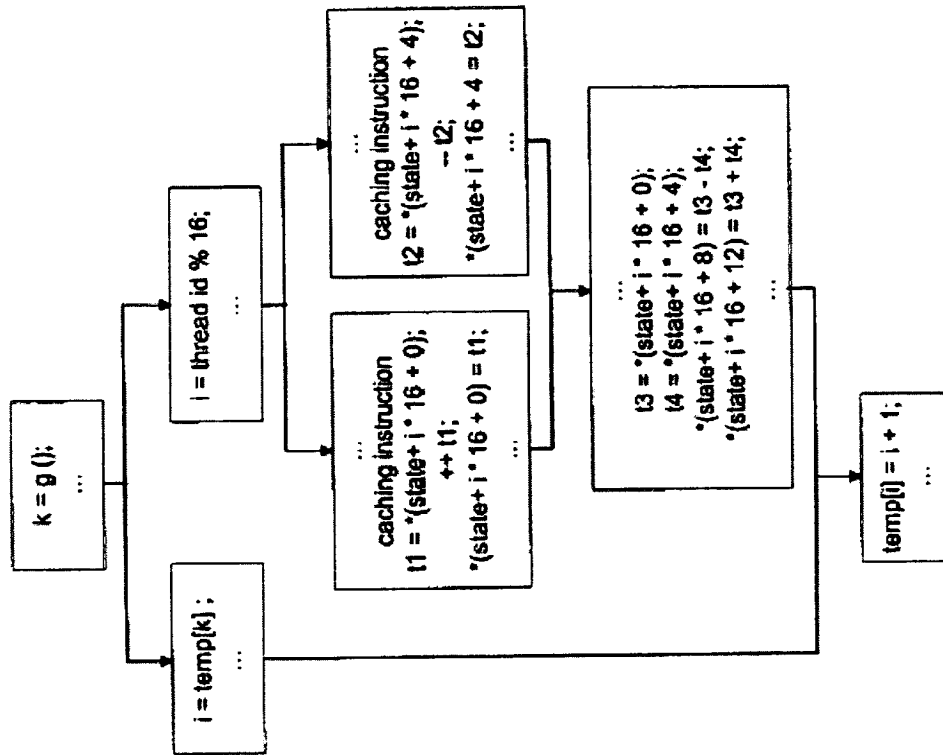 k = g ();
...
i = temp[k] ;
...
i = thread id % 16;
...
...
caching instruction
t1 = *(state+ i * 16 + 0);
++ t1;
*(state+ i * 16 + 0) = t1;
...
...
caching instruction
t2 = *(state+ i * 16 + 4);
-- t2;
*(state+ i * 16 + 4 = t2;
...
...
t3 = *(state+ i * 16 + 0);
t4 = *(state+ i * 16 + 4);
*(state+ i * 16 + 8) = t3 - t4;
*(state+ i * 16 + 12) = t3 + t4;
...
temp[i] = i + t1;
...